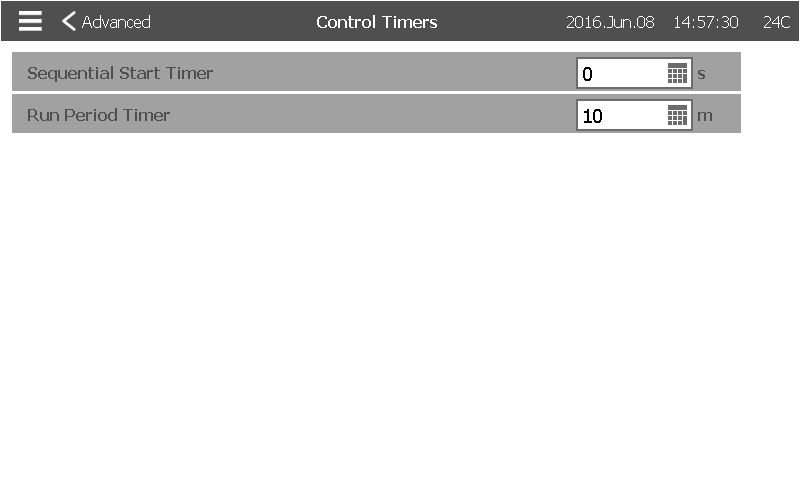 Advanced Control Timers 2016.Jun.08 14:57:30 24C
Sequential Start Timer 0 s
Run Period Timer 10 m